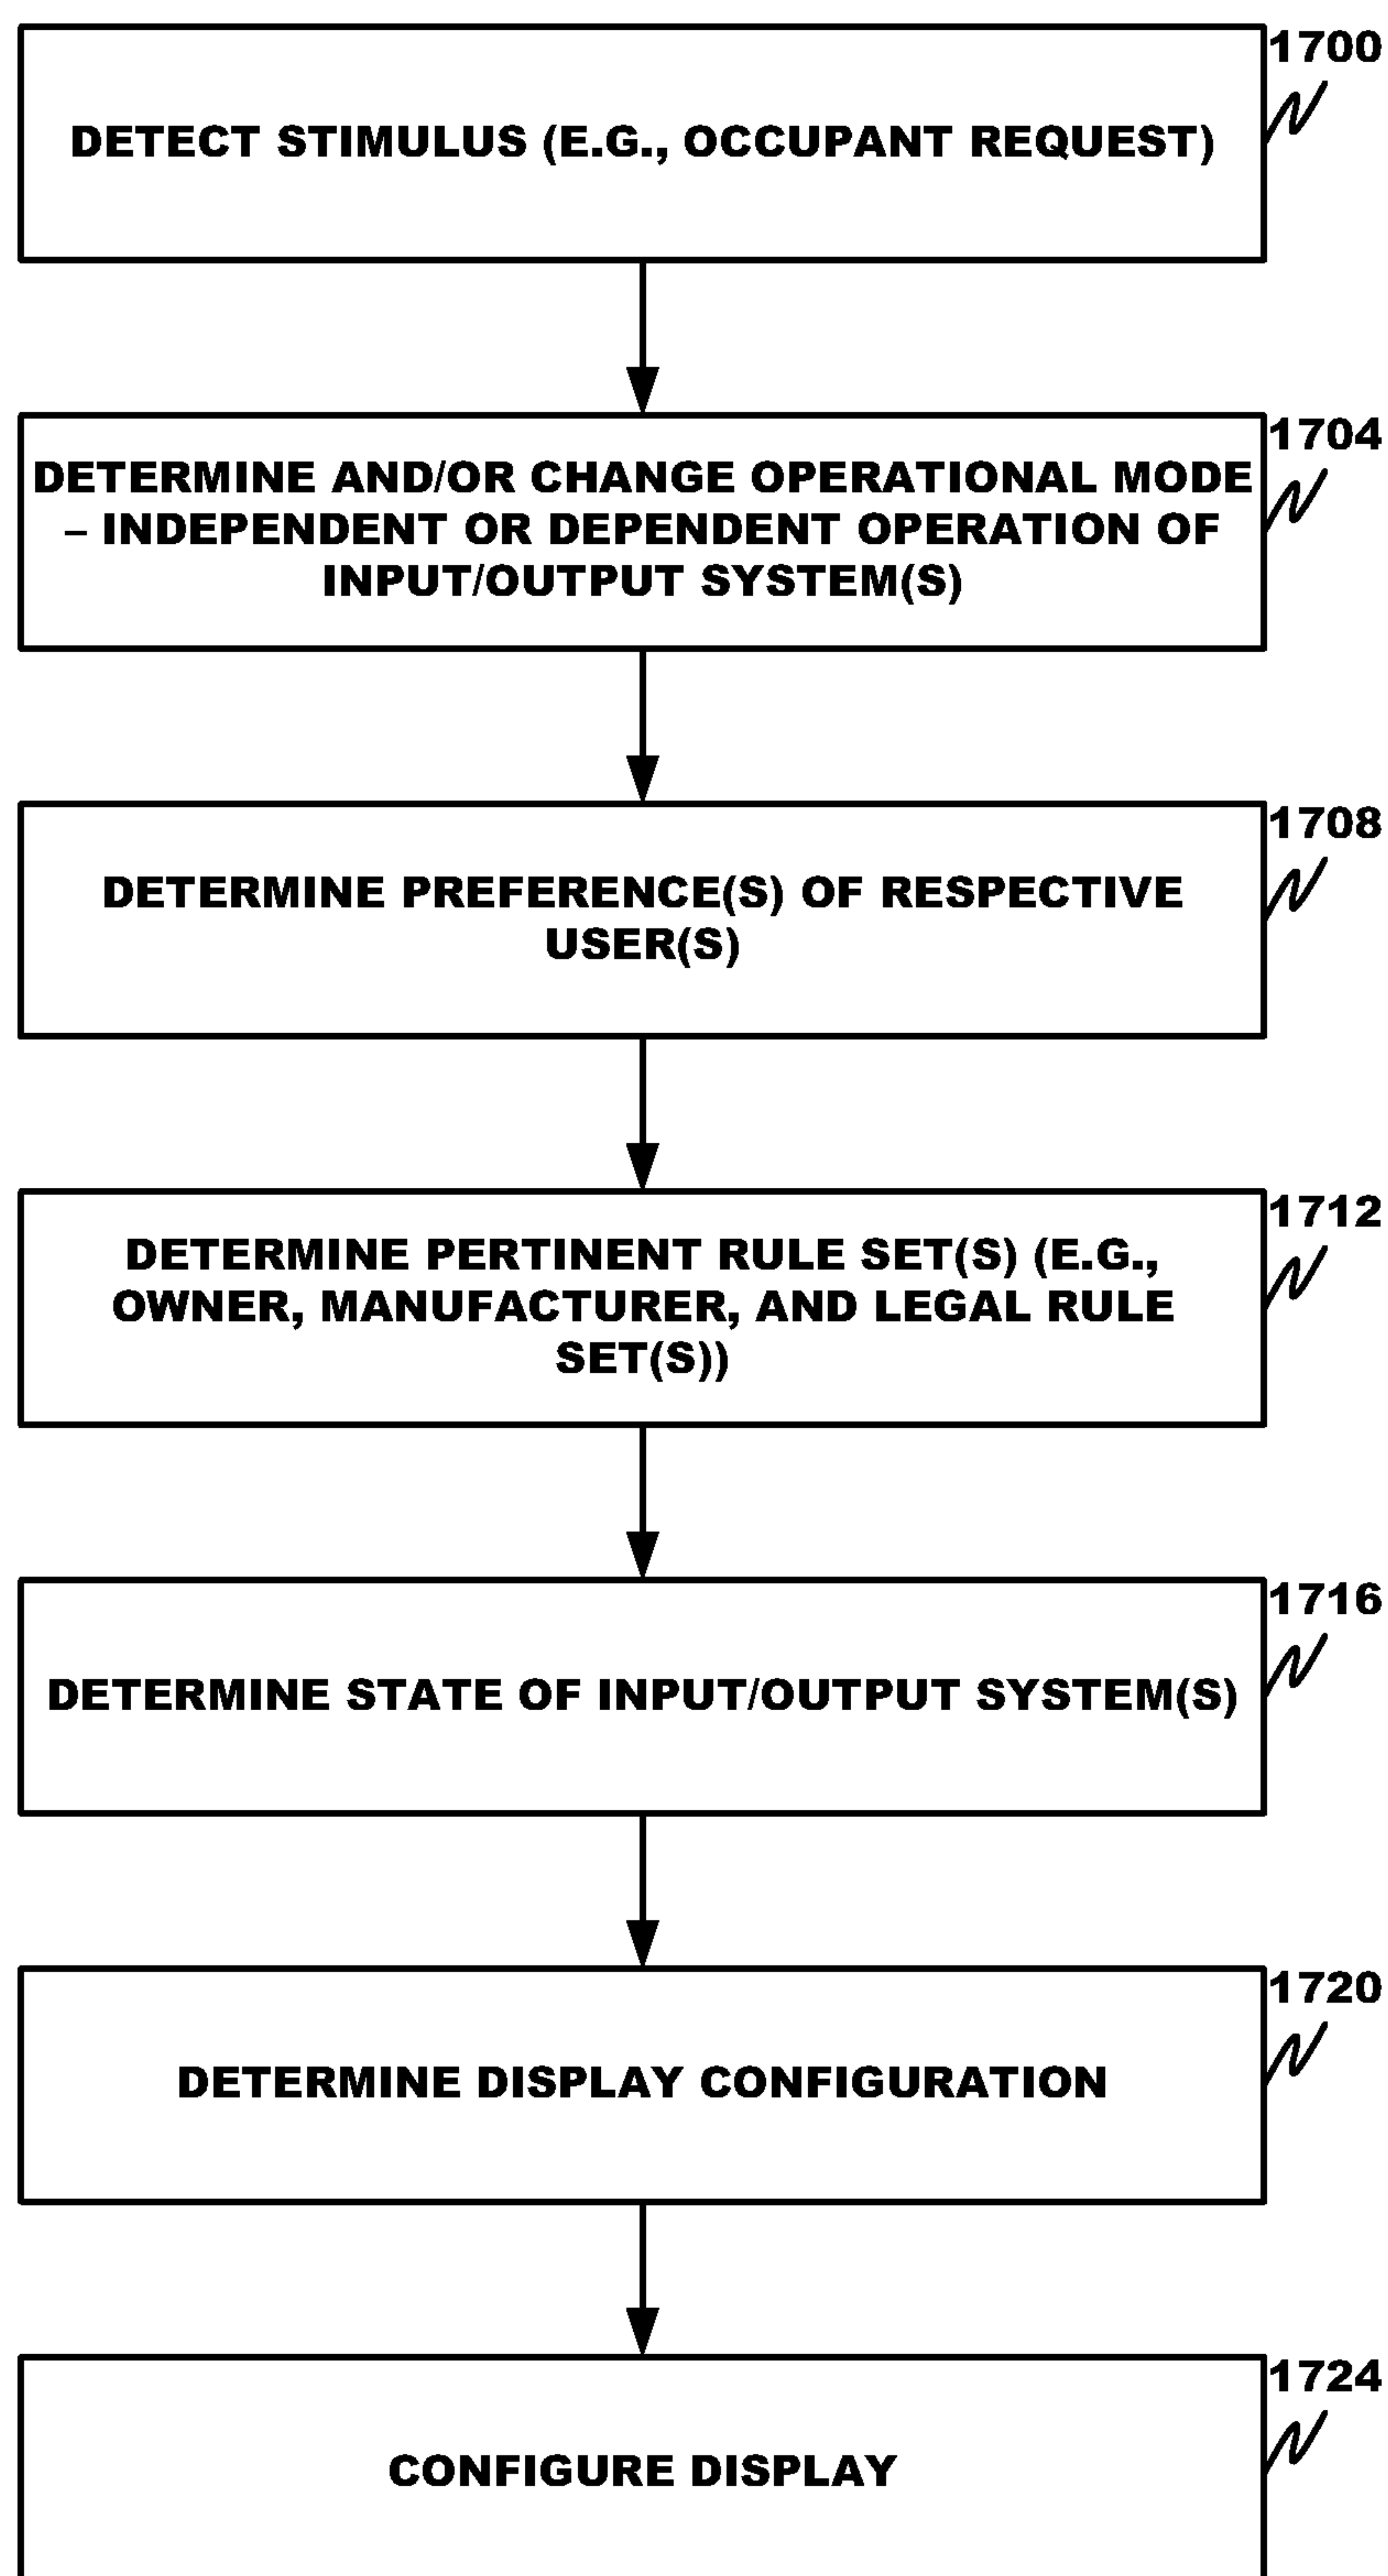 1700
DETECT STIMULUS (E.G., OCCUPANT REQUEST)
1704
DETERMINE AND/OR CHANGE OPERATIONAL MODE
– INDEPENDENT OR DEPENDENT OPERATION OF
INPUT/OUTPUT SYSTEM(S)
1708
DETERMINE PREFERENCE(S) OF RESPECTIVE
USER(S)
1712
DETERMINE PERTINENT RULE SET(S) (E.G.,
OWNER, MANUFACTURER, AND LEGAL RULE
SET(S))
1716
DETERMINE STATE OF INPUT/OUTPUT SYSTEM(S)
1720
DETERMINE DISPLAY CONFIGURATION
1724
CONFIGURE DISPLAY